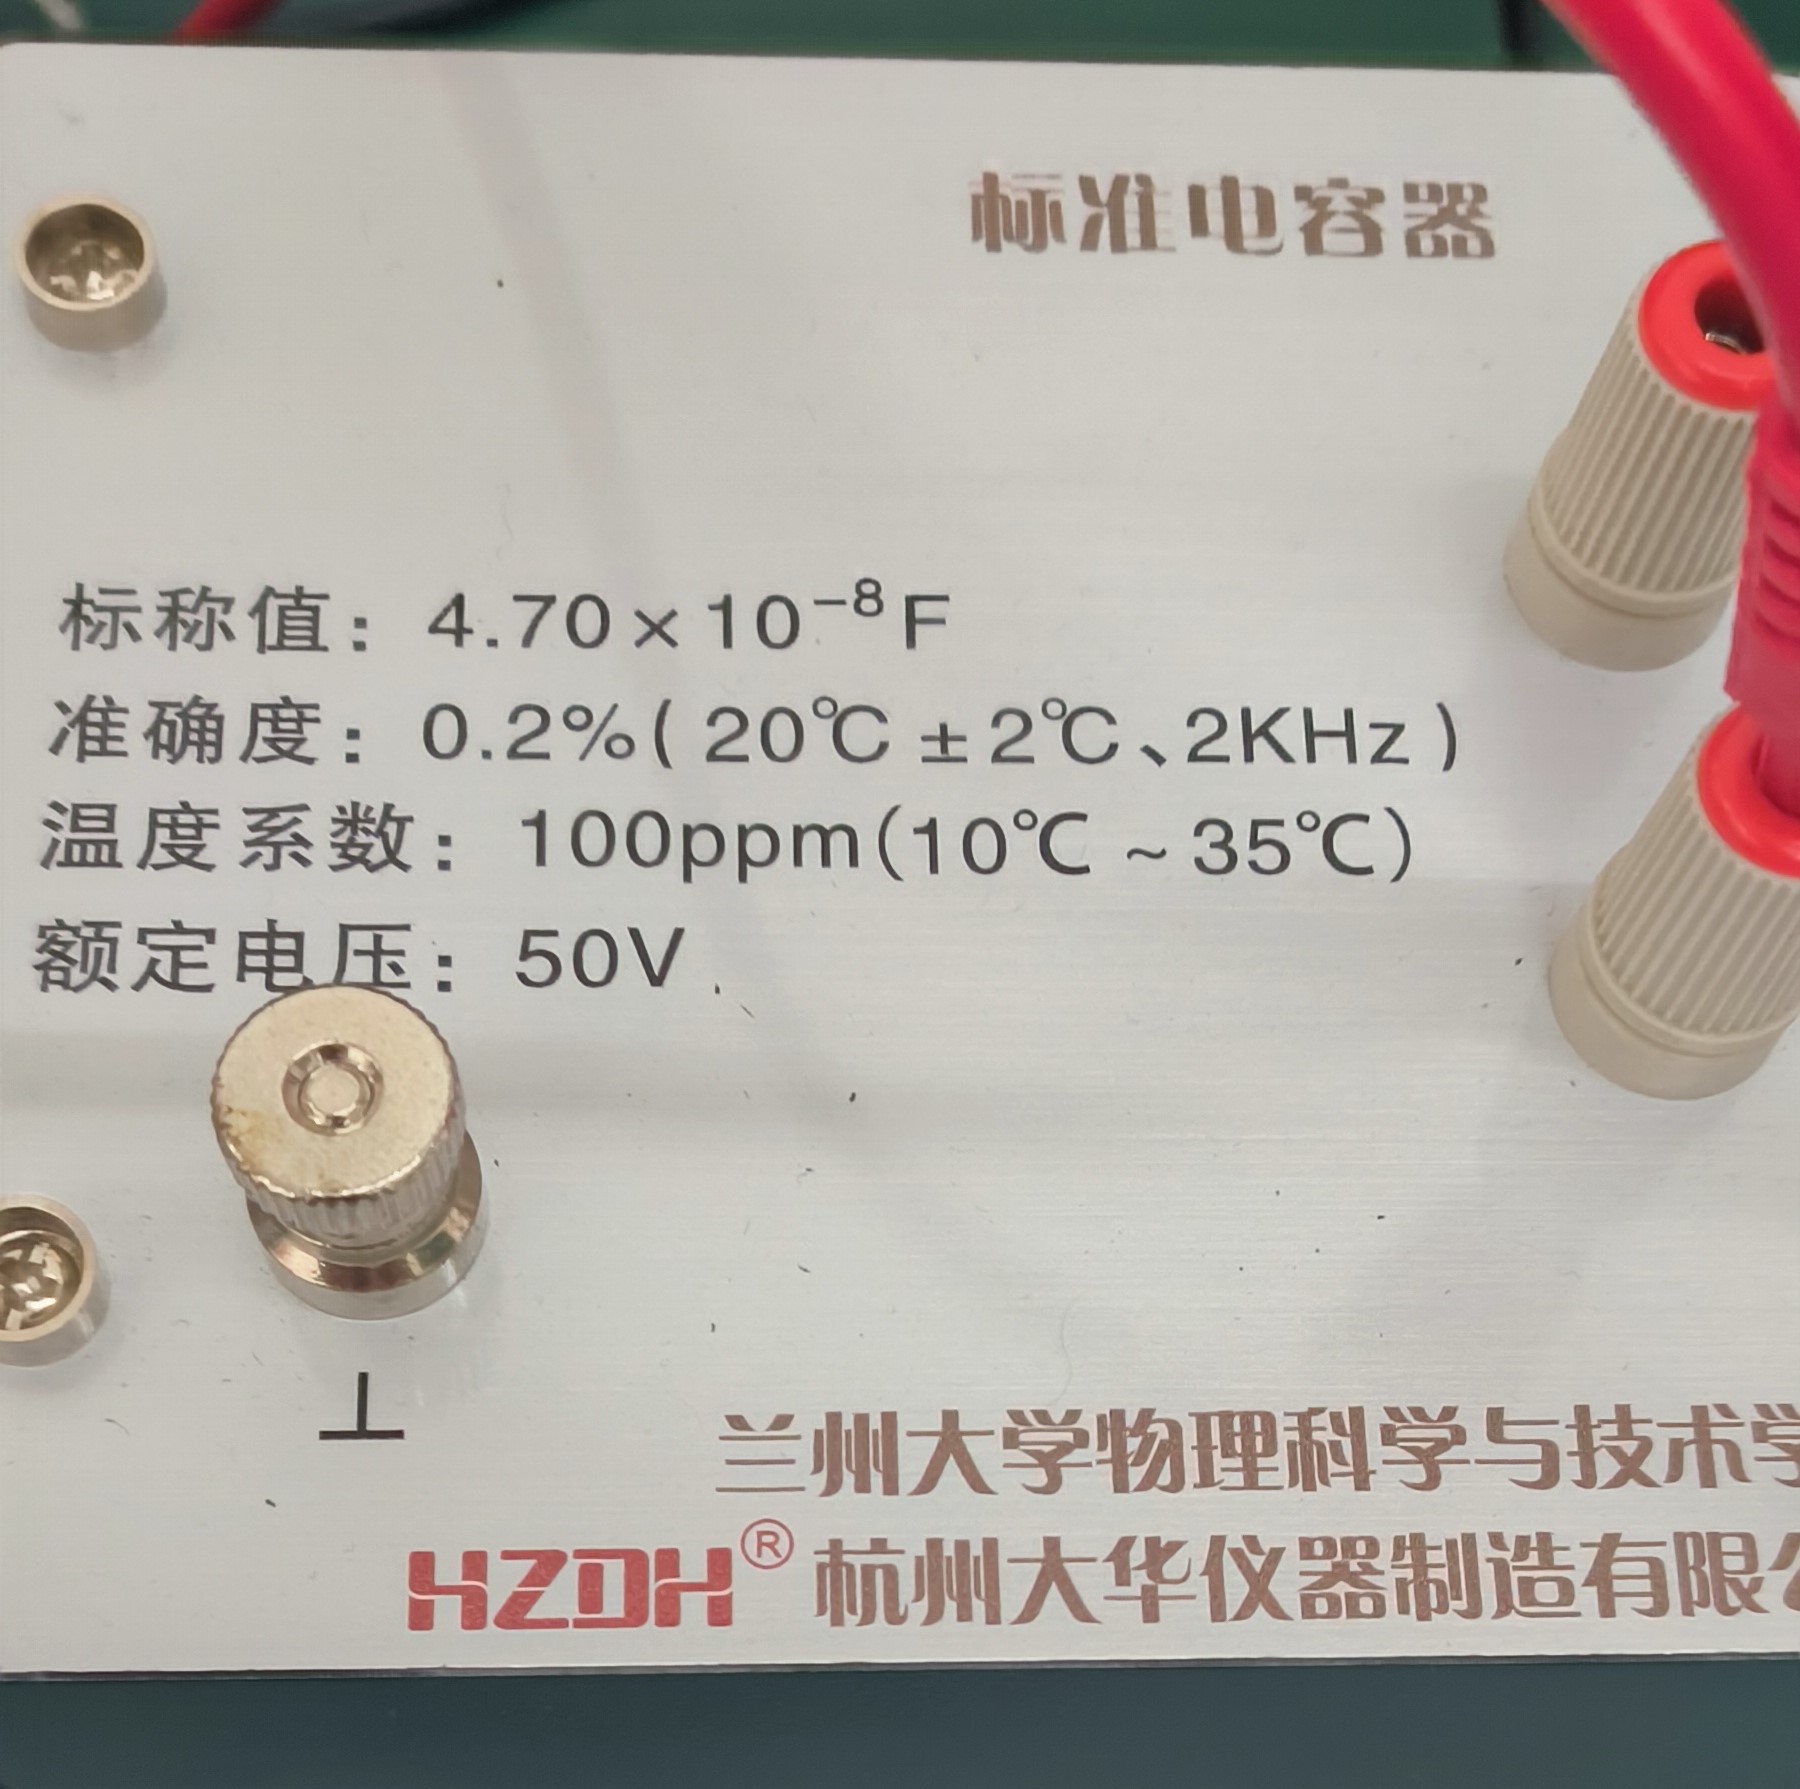 标准电容器
标称值：4.70×10⁻⁸F
准确度：0.2%(20℃±2℃、2KHz)
温度系数：100ppm(10℃~35℃)
额定电压：50V
兰州大学物理科学与技术学
HZDH® 杭州大华仪器制造有限公